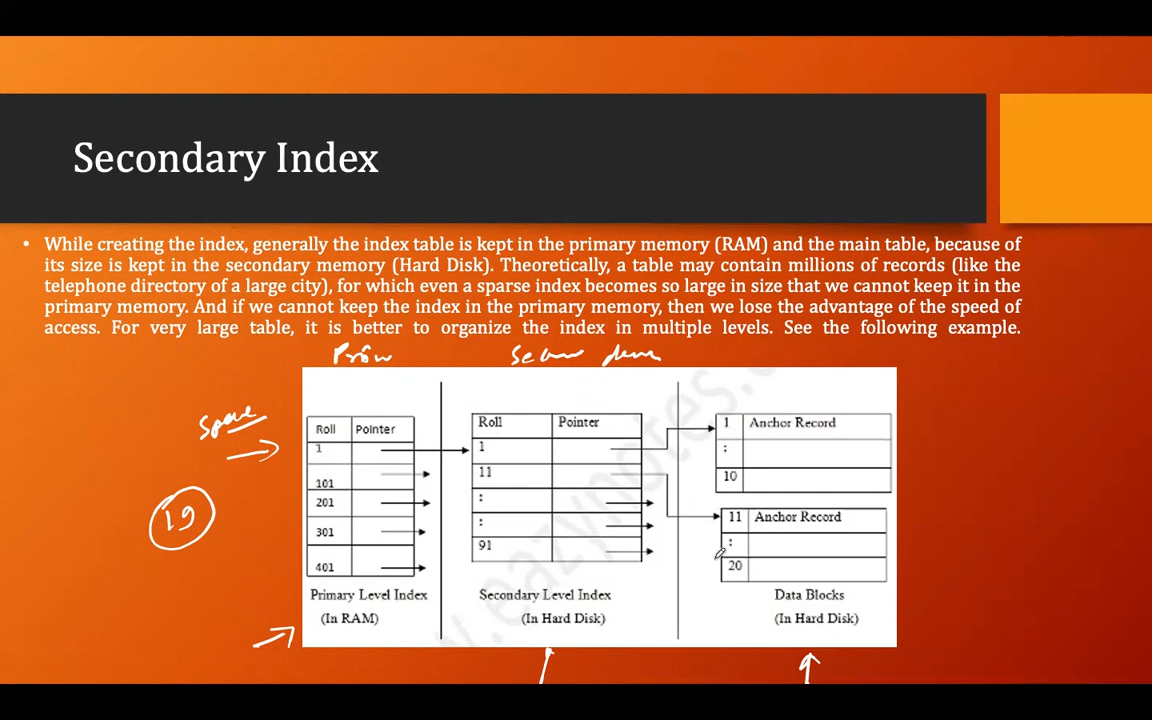 Secondary Index
• While creating the index, generally the index table is kept in the primary memory (RAM) and the main table, because of
its size is kept in the secondary memory (Hard Disk). Theoretically, a table may contain millions of records (like the
telephone directory of a large city), for which even a sparse index becomes so large in size that we cannot keep it in the
primary memory. And if we cannot keep the index in the primary memory, then we lose the advantage of the speed of
access. For very large table, it is better to organize the index in multiple levels. See the following example.
19
Roll Pointer
1
101
201
301
401
Primary Level Index
(In RAM)
Roll Pointer
1
11
:
:
91
Secondary Level Index
(In Hard Disk)
1 Anchor Record
:
10
11 Anchor Record
:
20
Data Blocks
(In Hard Disk)